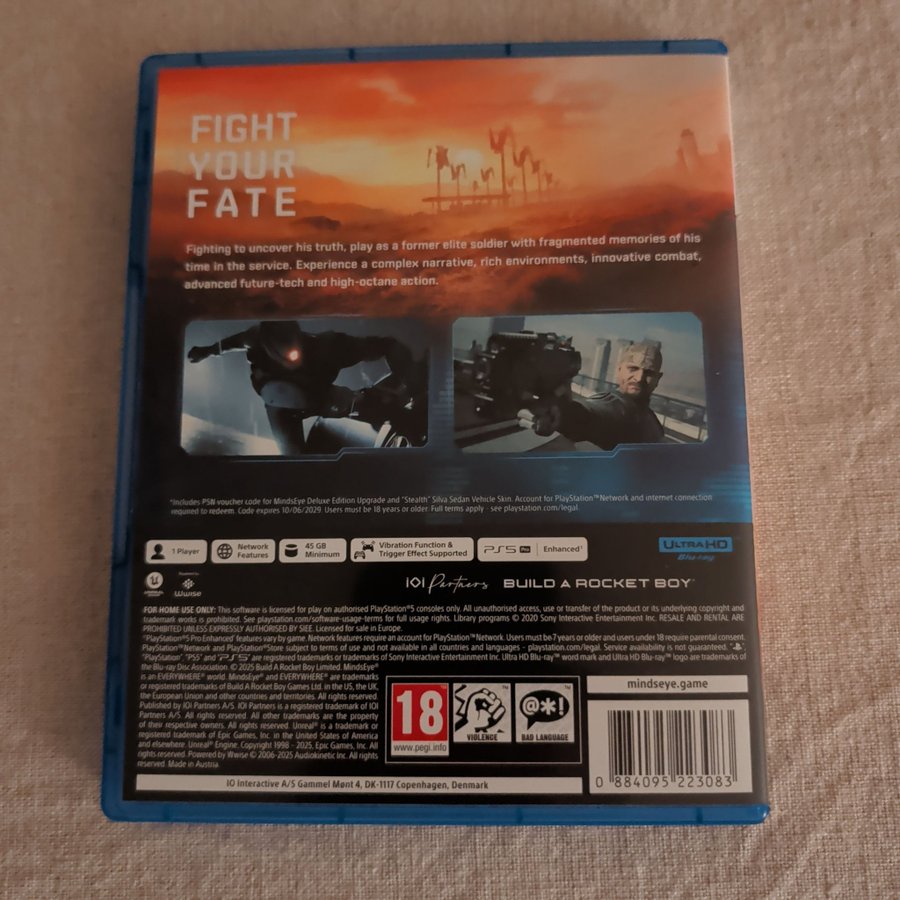 FIGHT
YOUR
FATE
Fighting to uncover his truth, play as a former elite soldier with fragmented memories of his
time in the service. Experience a complex narrative, rich environments, innovative combat,
advanced future-tech and high-octane action.
*Includes PSN voucher code for MindsEye Deluxe Edition Upgrade and "Stealth" Silva Sedan Vehicle Skin. Account for PlayStation™Network and internet connection
required to redeem. Code expires 10/06/2029. Users must be 18 years or older. Full terms apply - see playstation.com/legal.
1 Player
Network
Features
45 GB
Minimum
Vibration Function &
Trigger Effect Supported
PS5 Pro Enhanced
ULTRA HD
Blu-ray
Powered by
Wwise
IOI Partners BUILD A ROCKET BOY
FOR HOME USE ONLY: This software is licensed for play on authorised PlayStation®5 consoles only. All unauthorised access, use or transfer of the product or its underlying copyright and
trademark works is prohibited. See playstation.com/software-usage-terms for full usage rights. Library programs © 2020 Sony Interactive Entertainment Inc. RESALE AND RENTAL ARE
PROHIBITED UNLESS EXPRESSLY AUTHORISED BY SIEE. Licensed for sale in Europe.
'PlayStation®5 Pro Enhanced' features vary by game. Network features require an account for PlayStation™Network. Users must be 7 years or older and users under 18 require parental consent.
PlayStation™Network and PlayStation®Store subject to terms of use and not available in all countries and languages - playstation.com/legal. Service availability is not guaranteed.
"PlayStation", "PS5" and PS5 are registered trademarks or trademarks of Sony Interactive Entertainment Inc. Ultra HD Blu-ray™ word mark and Ultra HD Blu-ray™ logo are trademarks of
the Blu-ray Disc Association. © 2025 Build A Rocket Boy Limited. MindsEye
is an EVERYWHERE® world. MindsEye and EVERYWHERE® are trademarks
or registered trademarks of Build A Rocket Boy Games Ltd. in the US, the UK,
the European Union and other countries and territories. All rights reserved.
Published by IOI Partners A/S. IOI Partners is a registered trademark of IOI
Partners A/S. All rights reserved. All other trademarks are the property
of their respective owners. All rights reserved. Unreal® is a trademark or
registered trademark of Epic Games, Inc. in the United States of America
and elsewhere. Unreal® Engine. Copyright 1998 - 2025, Epic Games, Inc. All
rights reserved. Powered by Wwise © 2006-2025 Audiokinetic Inc. All rights
reserved. Made in Austria.
18
www.pegi.info
VIOLENCE
@*!
BAD LANGUAGE
mindseye.game
0 884095 223083
IO Interactive A/S Gammel Mønt 4, DK-1117 Copenhagen, Denmark